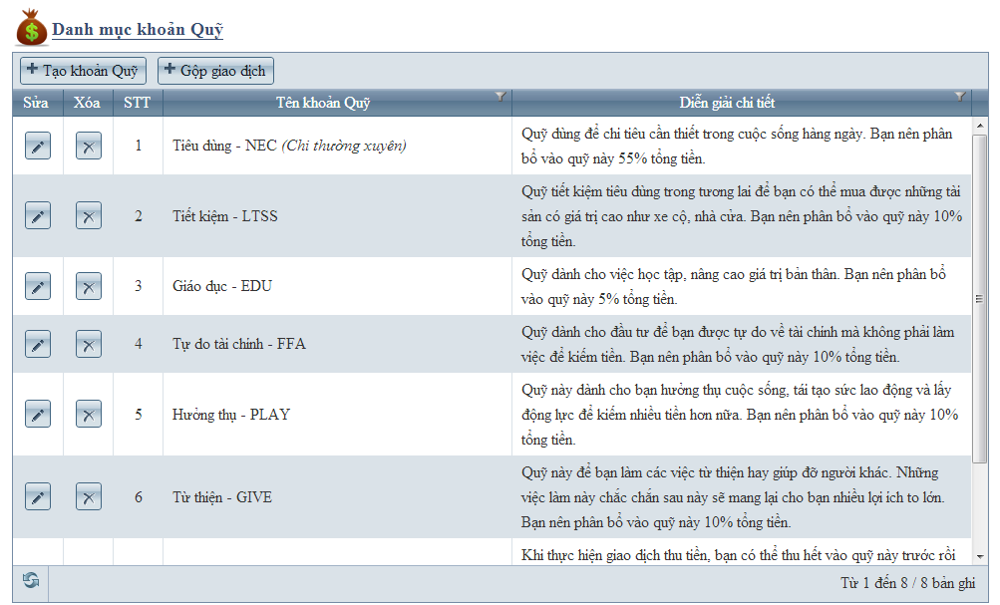 Danh mục khoản Quỹ
Tạo khoản Quỹ Gộp giao dịch
Sửa Xóa STT Tên khoản Quỹ Diễn giải chi tiết
1 Tiêu dùng - NEC (Chi thường xuyên)
Quỹ dùng để chi tiêu cần thiết trong cuộc sống hàng ngày. Bạn nên phân
bổ vào quỹ này 55% tổng tiền.
2 Tiết kiệm - LTSS
Quỹ tiết kiệm tiêu dùng trong tương lai để bạn có thể mua được những tài
sản có giá trị cao như xe cộ, nhà cửa. Bạn nên phân bổ vào quỹ này 10%
tổng tiền.
3 Giáo dục - EDU
Quỹ dành cho việc học tập, nâng cao giá trị bản thân. Bạn nên phân bổ
vào quỹ này 5% tổng tiền.
4 Tự do tài chính - FFA
Quỹ dành cho đầu tư để bạn được tự do về tài chính mà không phải làm
việc để kiếm tiền. Bạn nên phân bổ vào quỹ này 10% tổng tiền.
5 Hưởng thụ - PLAY
Quỹ này dành cho bạn hưởng thụ cuộc sống, tái tạo sức lao động và lấy
động lực để kiếm nhiều tiền hơn nữa. Bạn nên phân bổ vào quỹ này 10%
tổng tiền.
6 Từ thiện - GIVE
Quỹ này để bạn làm các việc từ thiện hay giúp đỡ người khác. Những
việc làm này chắc chắn sau này sẽ mang lại cho bạn nhiều lợi ích to lớn.
Bạn nên phân bổ vào quỹ này 10% tổng tiền.
Khi thực hiện giao dịch thu tiền, bạn có thể thu hết vào quỹ này trước rồi
Từ 1 đến 8 / 8 bản ghi